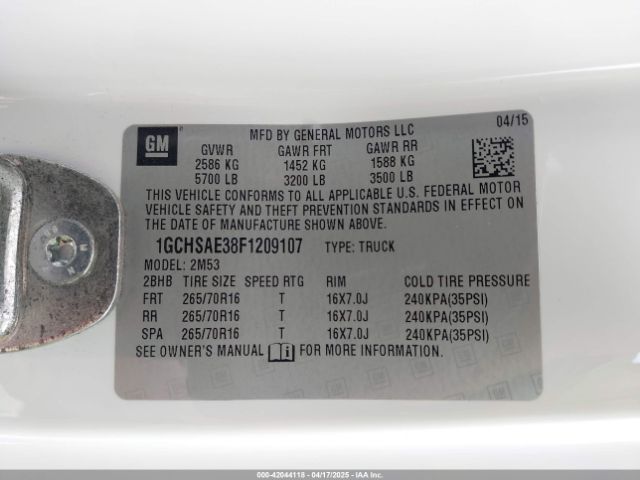 GM
MFD BY GENERAL MOTORS LLC
04/15
GVWR GAWR FRT GAWR RR
2586 KG 1452 KG 1588 KG
5700 LB 3200 LB 3500 LB
THIS VEHICLE CONFORMS TO ALL APPLICABLE U.S. FEDERAL MOTOR
VEHICLE SAFETY AND THEFT PREVENTION STANDARDS IN EFFECT ON
THE DATE OF MANUFACTURE SHOWN ABOVE.
1GCHSAE38F1209107 TYPE: TRUCK
MODEL: 2M53
2BHB TIRE SIZE SPEED RTG RIM COLD TIRE PRESSURE
FRT 265/70R16 T 16X7.0J 240KPA(35PSI)
RR 265/70R16 T 16X7.0J 240KPA(35PSI)
SPA 265/70R16 T 16X7.0J 240KPA(35PSI)
SEE OWNER'S MANUAL FOR MORE INFORMATION.
000-42044118 - 04/17/2025 - IAAI.COM